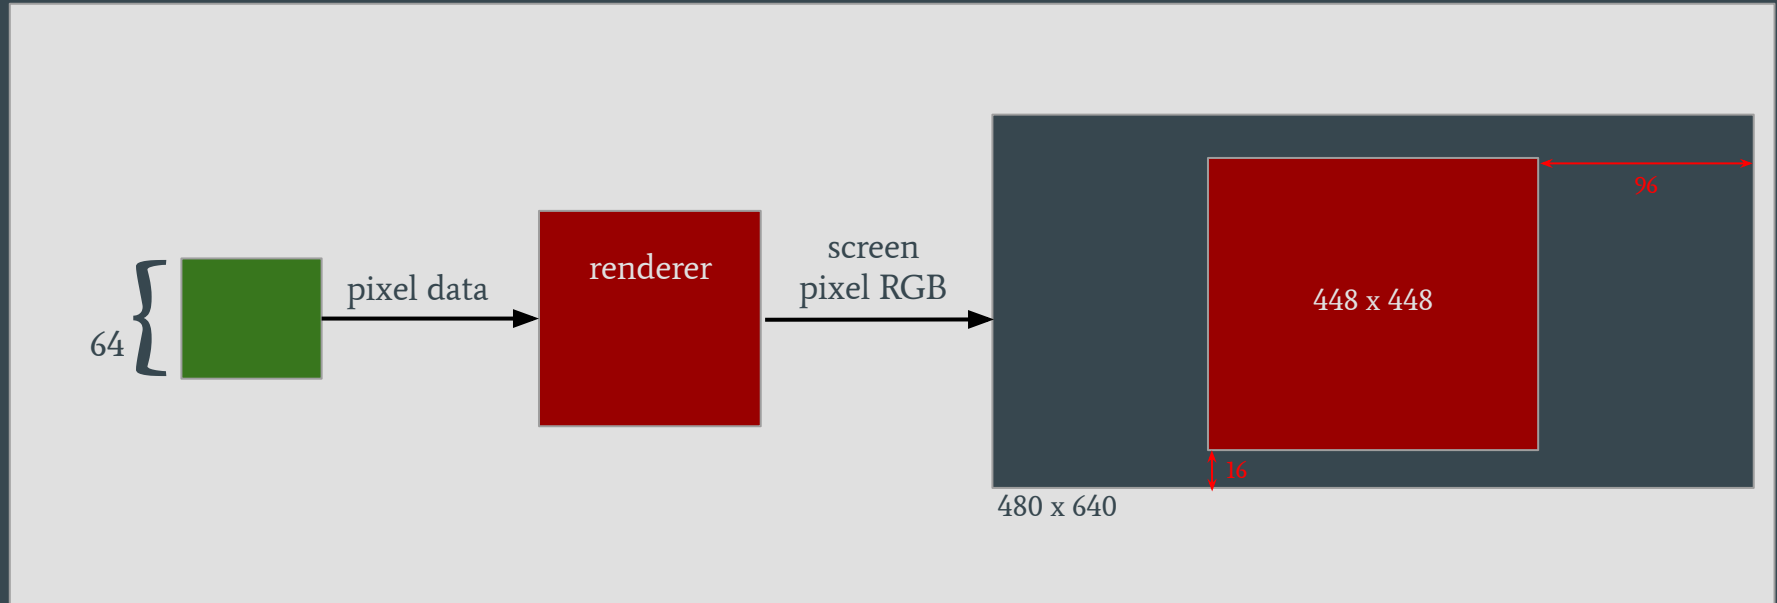 64
pixel data
renderer
screen
pixel RGB
96
448 x 448
16
480 x 640